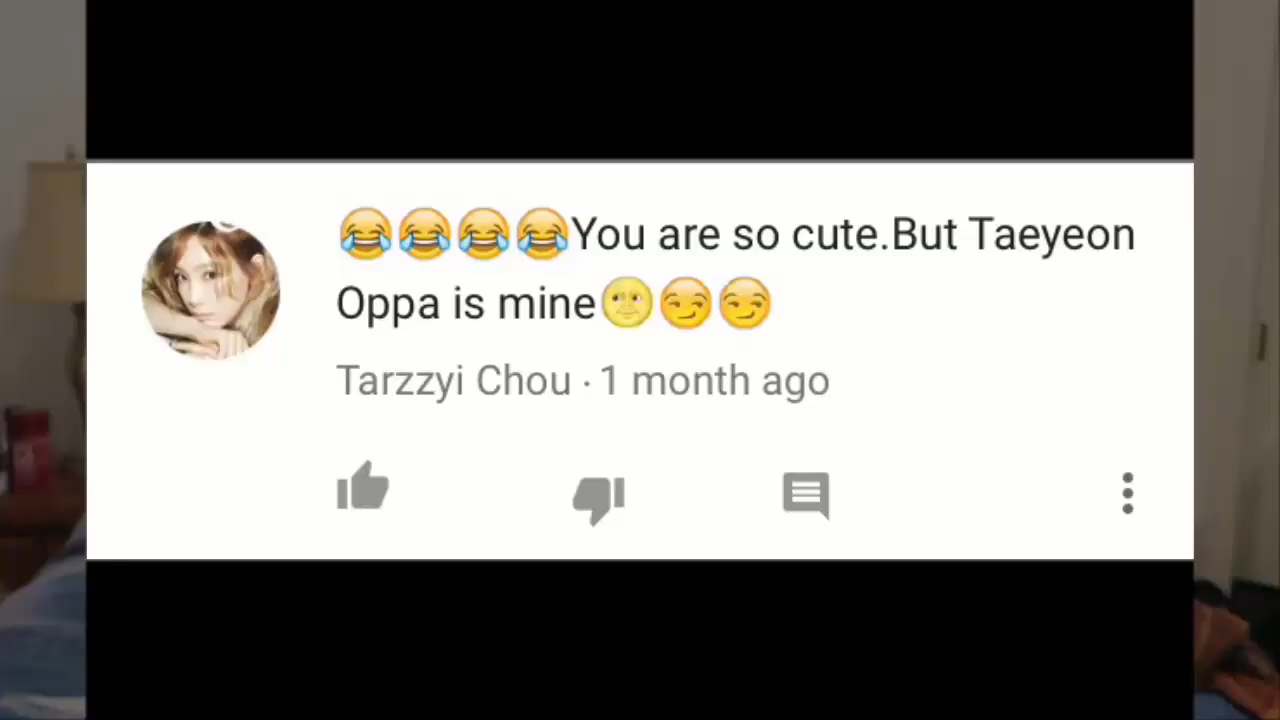 😂😂😂😂You are so cute.But Taeyeon
Oppa is mine🌝😏😏
Tarzzyi Chou · 1 month ago